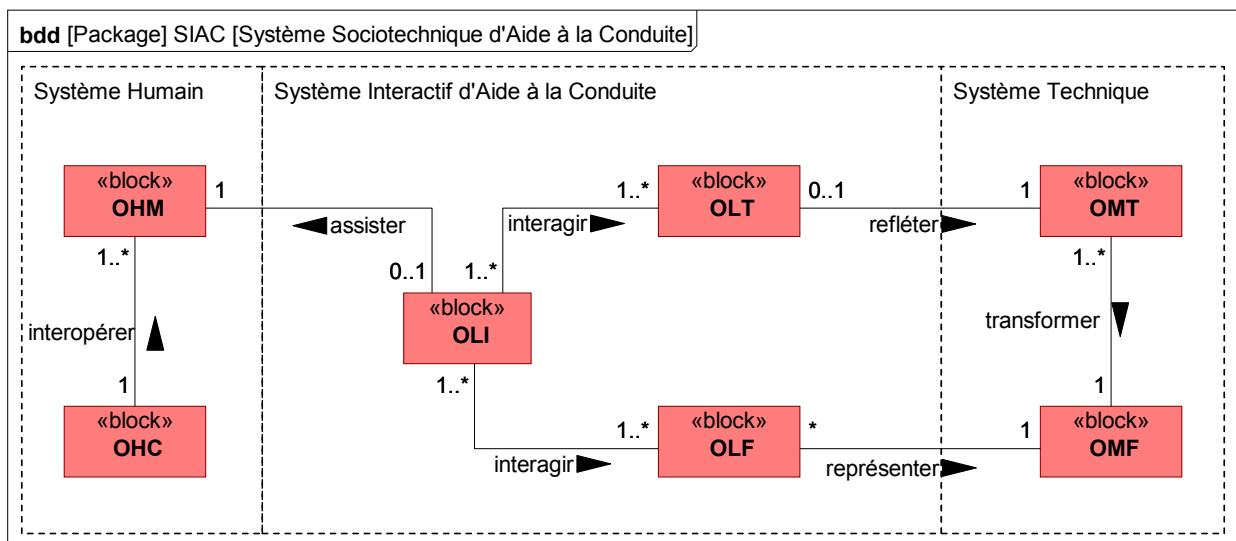 bdd [Package] SIAC [Système Sociotechnique d'Aide à la Conduite]
Système Humain
Système Interactif d'Aide à la Conduite
Système Technique
«block»
OHM
1
1..*
assister
0..1
interopérer
1
«block»
OHC
«block»
OLI
1..*
1..*
interagir
1..*
«block»
OLT
0..1
refléter
1
«block»
OMT
1..*
transformer
1
interagir
1..*
«block»
OLF
*
représenter
1
«block»
OMF